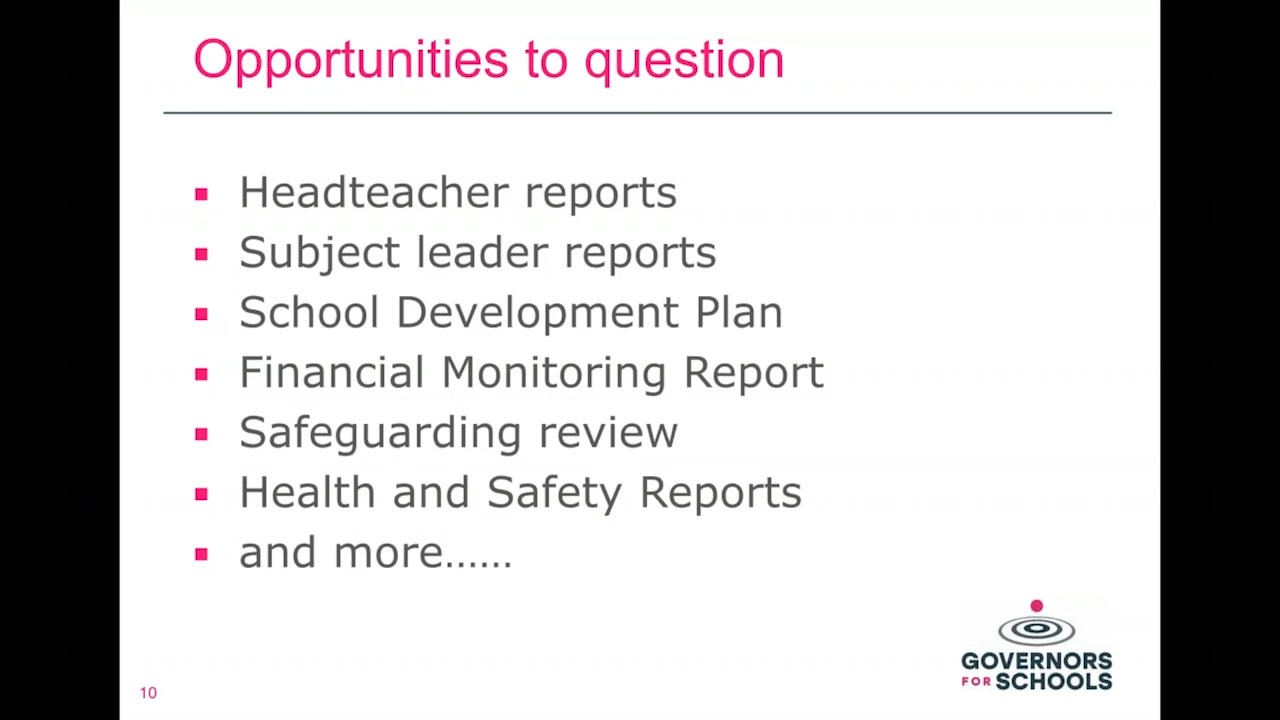 Opportunities to question
Headteacher reports
Subject leader reports
School Development Plan
Financial Monitoring Report
Safeguarding review
Health and Safety Reports
and more......
GOVERNORS
FOR SCHOOLS
10